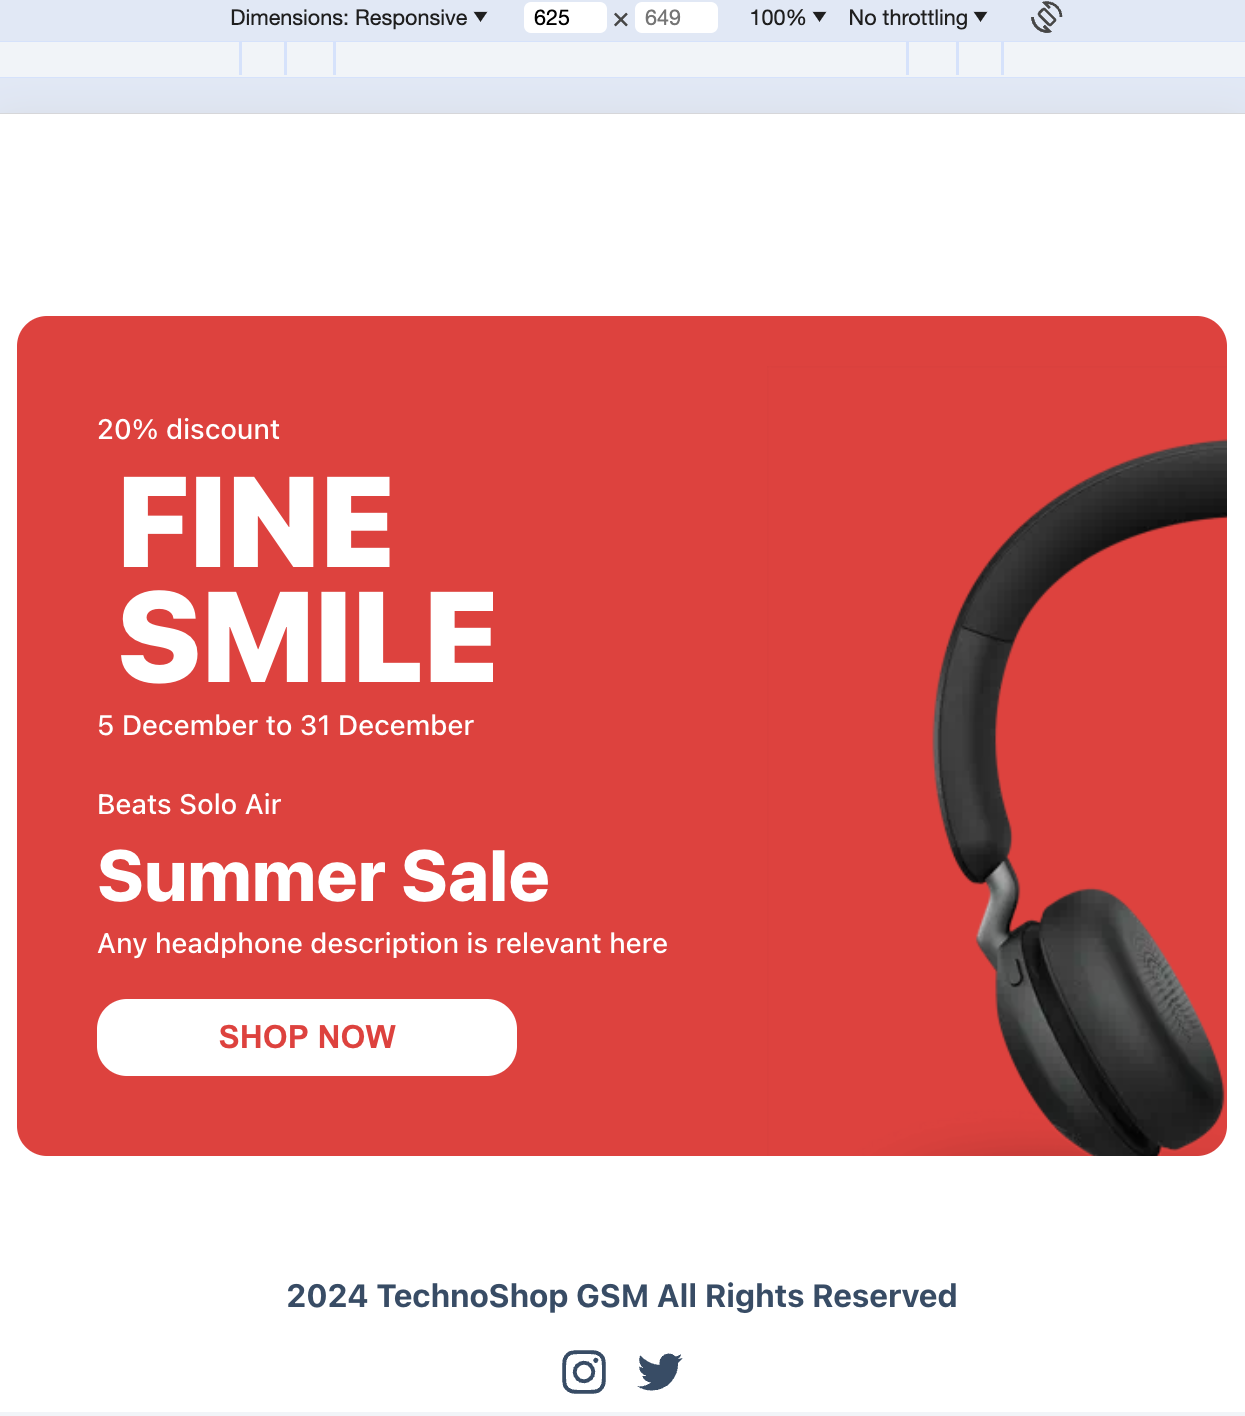 Dimensions: Responsive ▼ 625 × 649 100% ▼ No throttling ▼
20% discount
FINE
SMILE
5 December to 31 December
Beats Solo Air
Summer Sale
Any headphone description is relevant here
SHOP NOW
2024 TechnoShop GSM All Rights Reserved